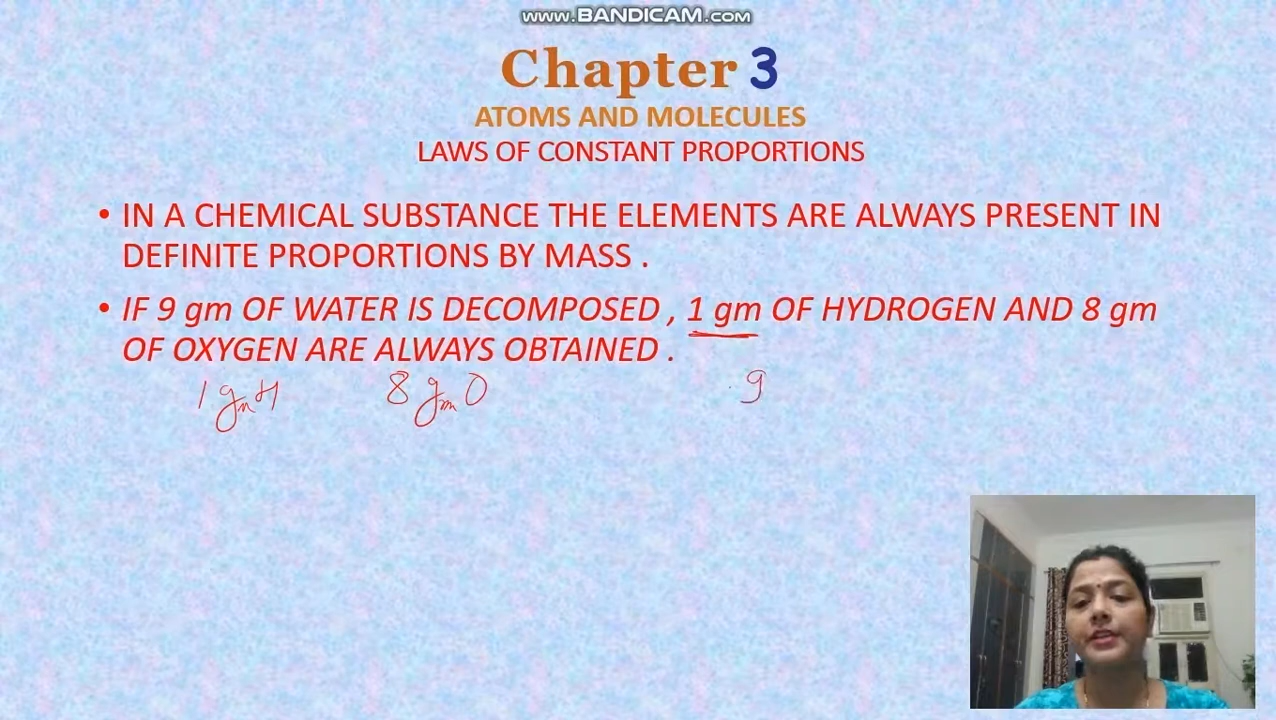 www.BANDICAM.com
Chapter 3
ATOMS AND MOLECULES
LAWS OF CONSTANT PROPORTIONS
• IN A CHEMICAL SUBSTANCE THE ELEMENTS ARE ALWAYS PRESENT IN
DEFINITE PROPORTIONS BY MASS .
• IF 9 gm OF WATER IS DECOMPOSED , 1 gm OF HYDROGEN AND 8 gm
OF OXYGEN ARE ALWAYS OBTAINED .
1 gm H 8 gm O 9